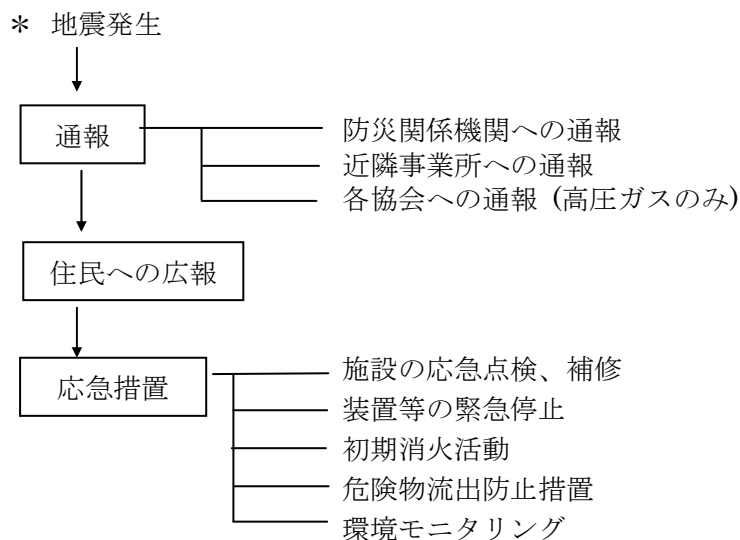 ＊ 地震発生
通報
防災関係機関への通報
近隣事業所への通報
各協会への通報 (高圧ガスのみ)
住民への広報
応急措置
施設の応急点検、補修
装置等の緊急停止
初期消火活動
危険物流出防止措置
環境モニタリング